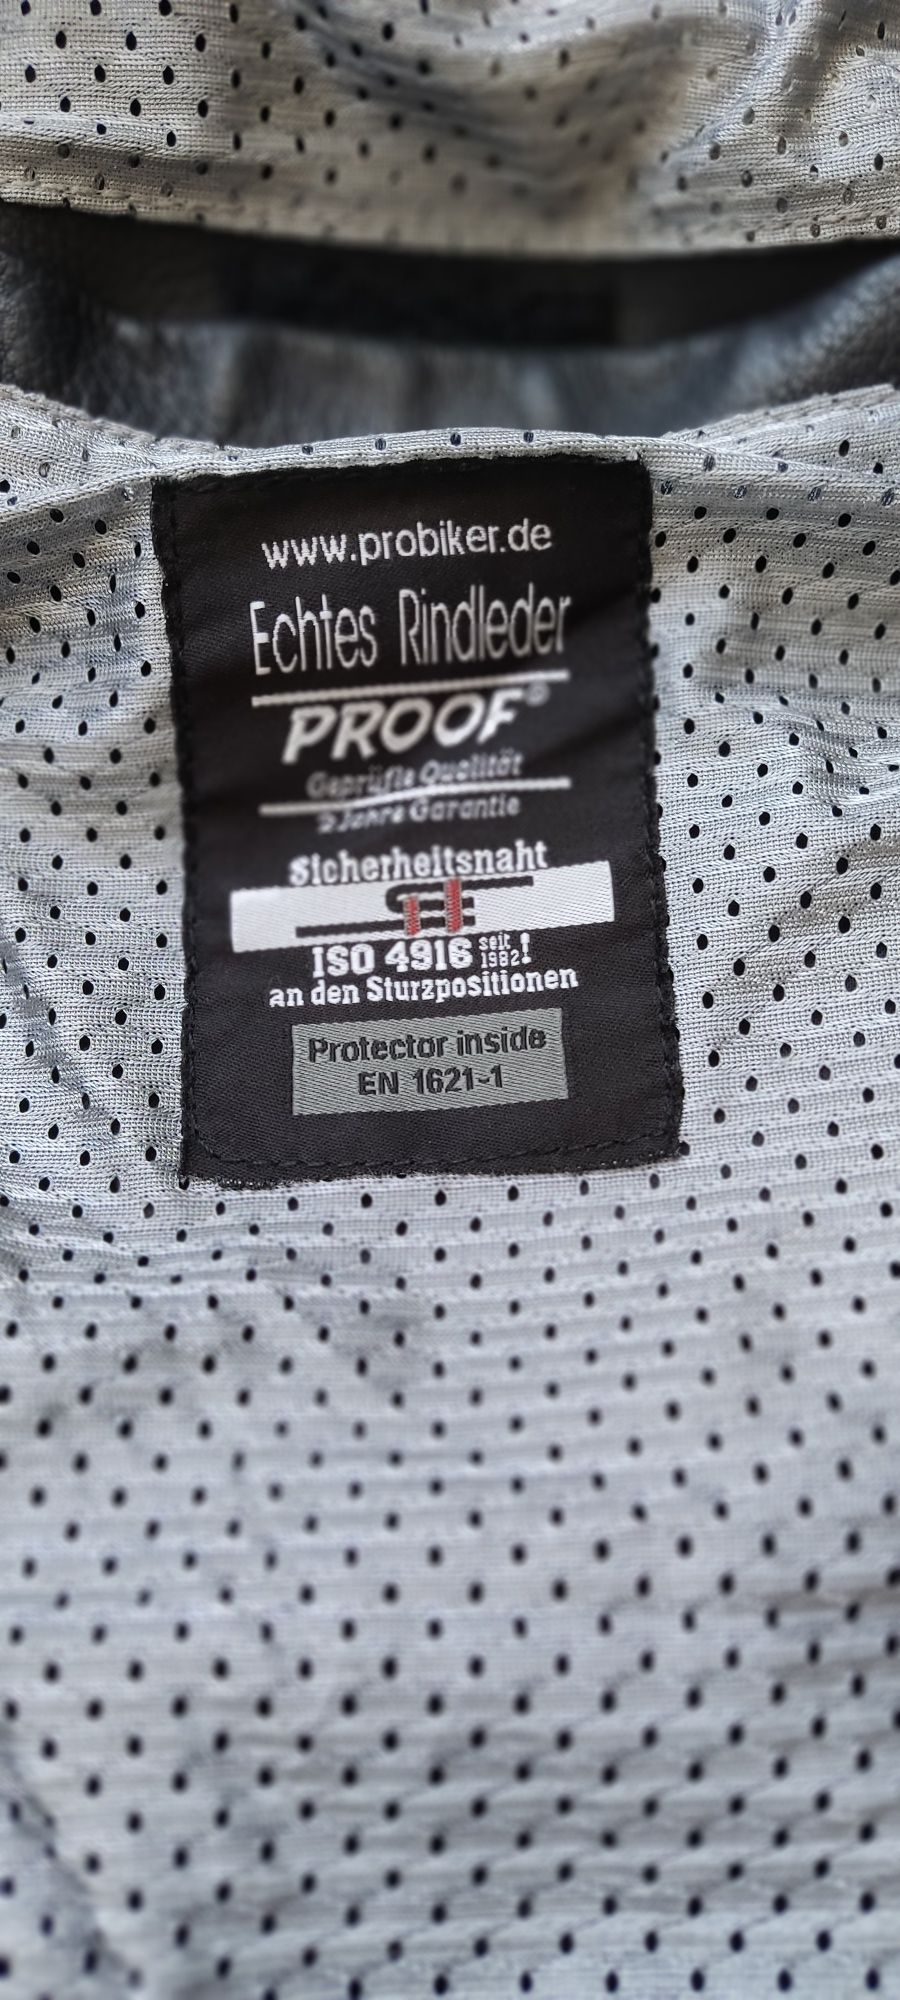 www.probiker.de
Echtes Rindleder
PROOF®
Geprüfte Qualität
5 Jahre Garantie
Sicherheitsnaht
ISO 4916 seit 1982!
an den Sturzpositionen
Protector inside
EN 1621-1